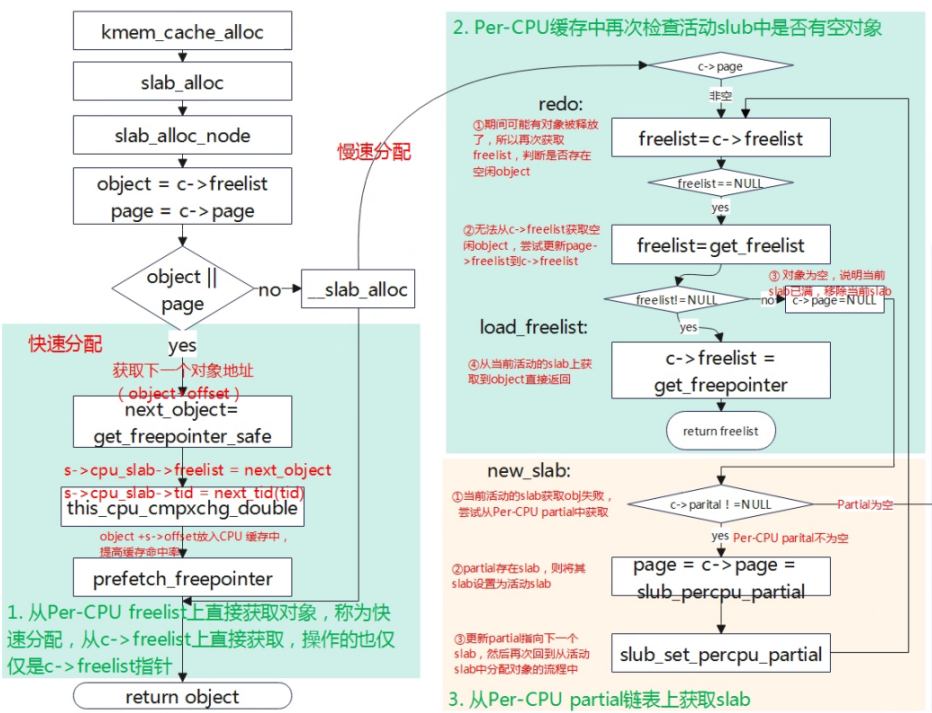 kmem_cache_alloc
slab_alloc
slab_alloc_node
object = c->freelist
page = c->page
object ||
page
no
__slab_alloc
慢速分配
快速分配
yes
获取下一个对象地址
（object+offset）
next_object=
get_freepointer_safe
s->cpu_slab->freelist = next_object
s->cpu_slab->tid = next_tid(tid)
this_cpu_cmpxchg_double
object +s->offset放入CPU 缓存中，
提高缓存命中率
prefetch_freepointer
1. 从Per-CPU freelist上直接获取对象，称为快
速分配，从c->freelist上直接获取，操作的也仅
仅是c->freelist指针
return object
2. Per-CPU缓存中再次检查活动slub中是否有空对象
c->page
非空
redo:
①期间可能有对象被释放
了，所以再次获取
freelist，判断是否存在
空闲object
freelist=c->freelist
freelist==NULL
yes
②无法从c->freelist获取空
闲object，尝试更新page-
>freelist到c->freelist
freelist=get_freelist
③ 对象为空，说明当前
slab已满，移除当前slab
freelist!=NULL
no
c->page=NULL
load_freelist:
yes
④从当前活动的slab上获
取到object直接返回
c->freelist =
get_freepointer
return freelist
new_slab:
①当前活动的slab获取obj失败，
尝试从Per-CPU partial中获取
c->parital！=NULL
Partial为空
yes
Per-CPU parital不为空
②partial存在slab，则将其
slab设置为活动slab
page = c->page =
slub_percpu_partial
③更新partial指向下一个
slab，然后再次回到从活动
slab中分配对象的流程中
slub_set_percpu_partial
3. 从Per-CPU partial链表上获取slab